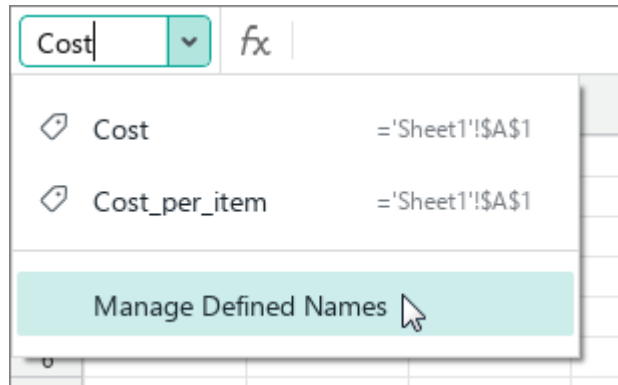 Cost fx
Cost ='Sheet1'!$A$1
Cost_per_item ='Sheet1'!$A$1
Manage Defined Names